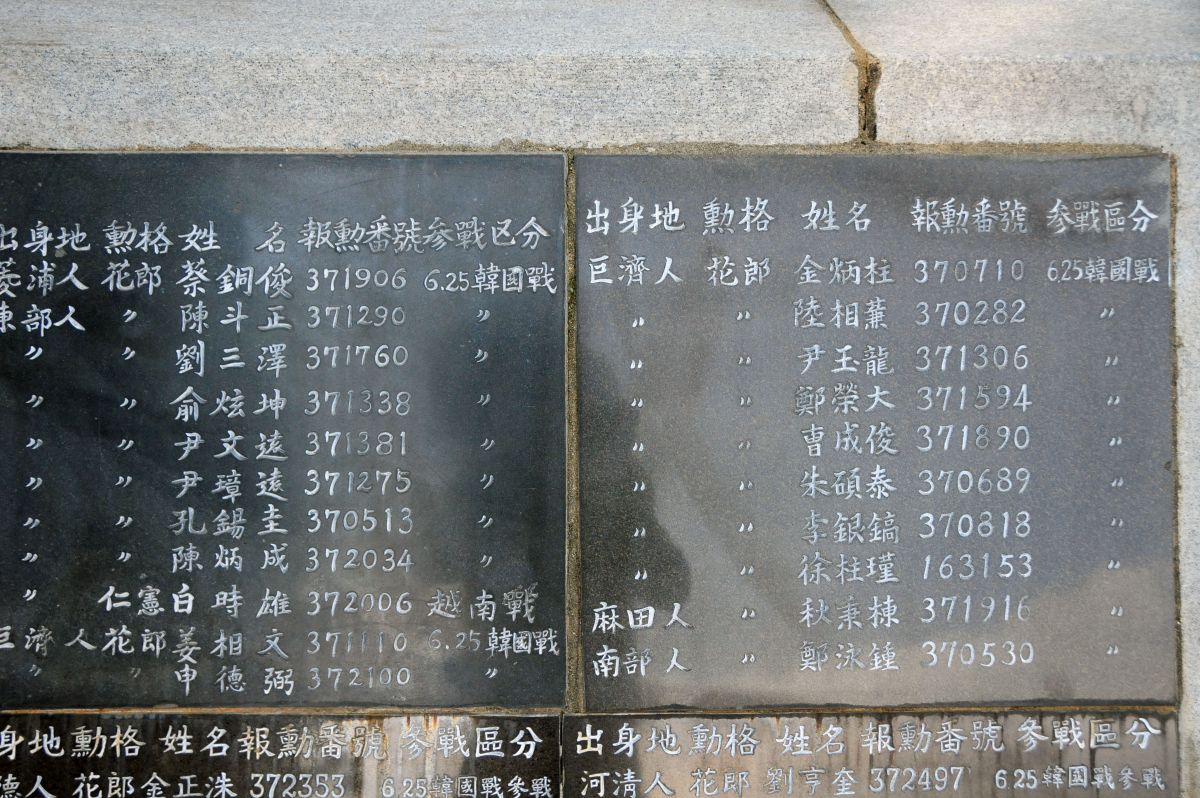 出身地 勳格 姓 名 報勳番號 參戰区分
菱浦人 花郎 蔡銅俊 371906 6.25韓國戰
東部人 〃 陳斗正 371290 〃
〃 〃 劉三澤 371760 〃
〃 〃 俞炫坤 371338 〃
〃 〃 尹文遠 371381 〃
〃 〃 尹璋遠 371275 〃
〃 〃 孔錫圭 370513 〃
〃 〃 陳炳成 372034 〃
〃 仁憲 白時雄 372006 越南戰
巨濟人 花郎 姜相文 371110 6.25韓國戰
〃 〃 申德弼 372100 〃
出身地 勳格 姓名 報勳番號 参戰區分
巨濟人 花郎 金炳柱 370710 6.25韓國戰
〃 〃 陸相 370282 〃
〃 〃 尹玉龍 371306 〃
〃 〃 鄭榮大 371594 〃
〃 〃 曺成俊 371890 〃
〃 〃 朱碩泰 370689 〃
〃 〃 李銀鎬 370818 〃
〃 〃 徐柱瑾 163153 〃
麻田人 〃 秋秉棟 371916 〃
南部人 〃 鄭泳鍾 370530 〃
身地 勳格 姓名 報勳番號 參戰區分
德人 花郎 金正洙 372353 6.25韓國戰參戰
出身地 勳格 姓名 報勳番號 參戰區分
河淸人 花郎 劉亨奎 372497 6.25韓國戰參戰